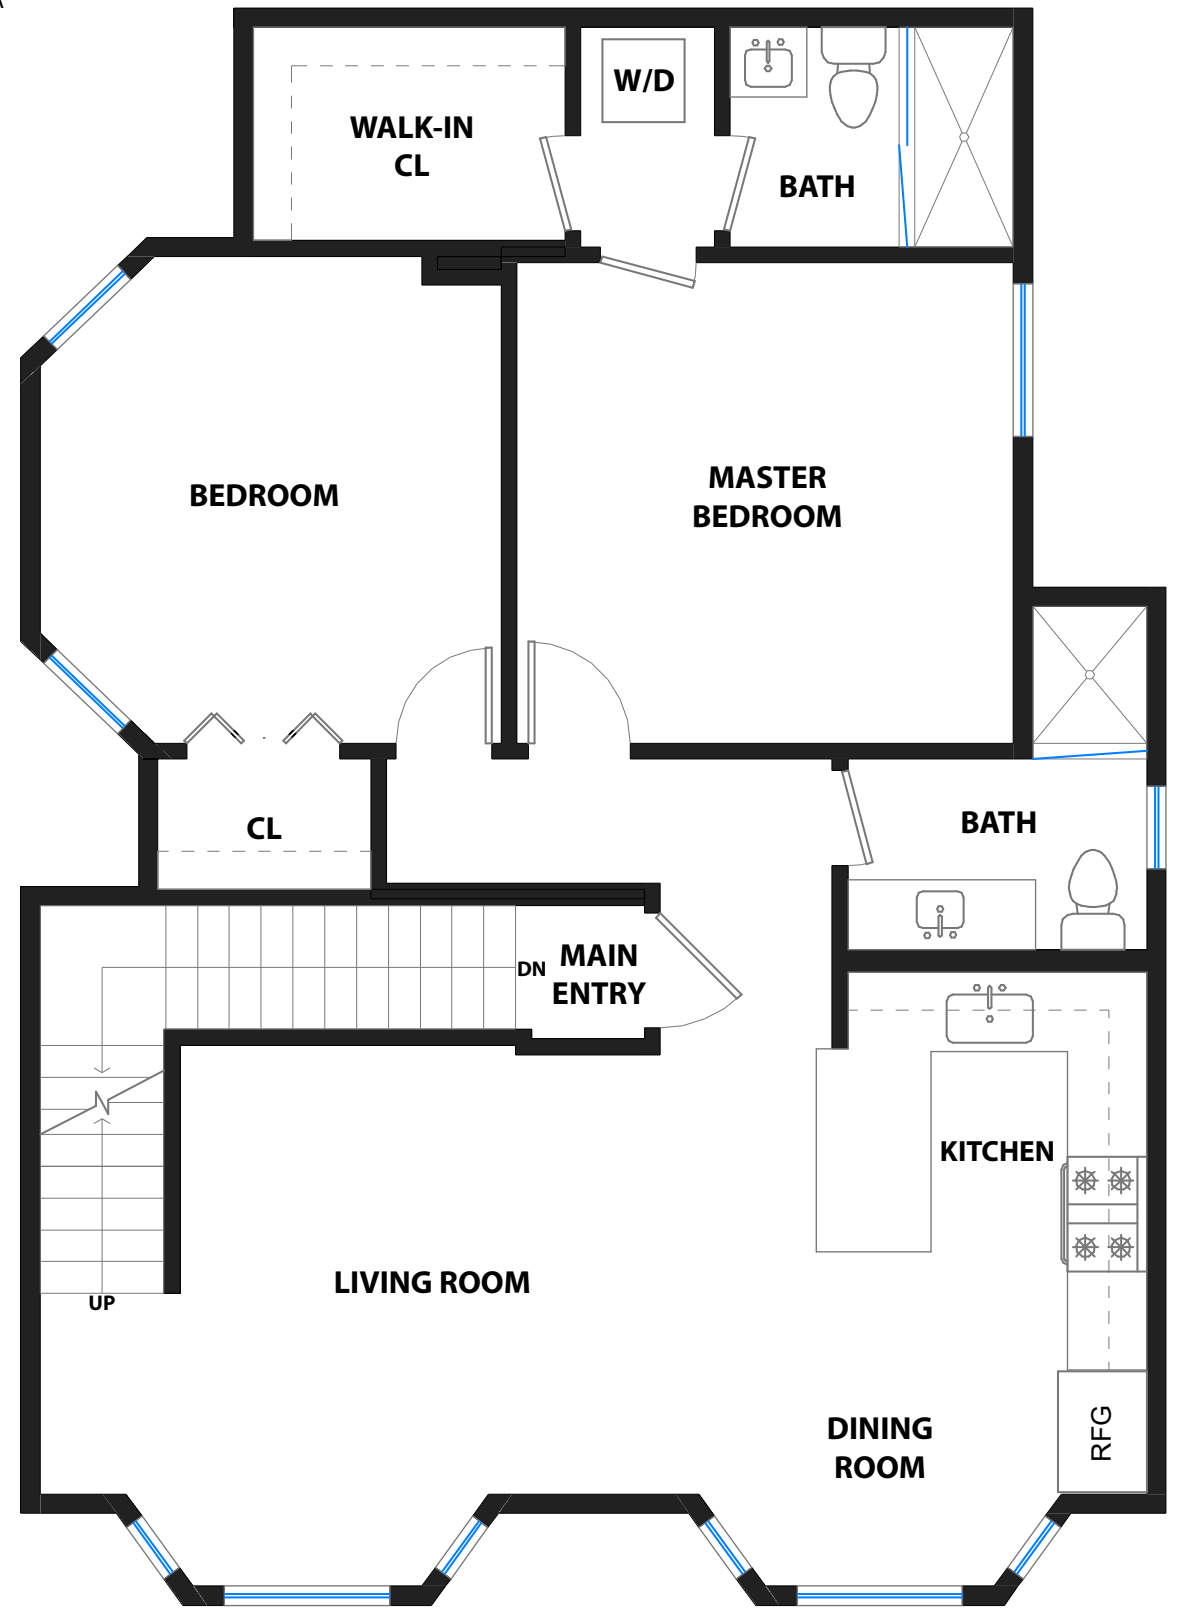 W/D
WALK-IN
CL
BATH
BEDROOM
MASTER
BEDROOM
CL
BATH
DN
MAIN
ENTRY
KITCHEN
LIVING ROOM
UP
DINING
ROOM
RFG